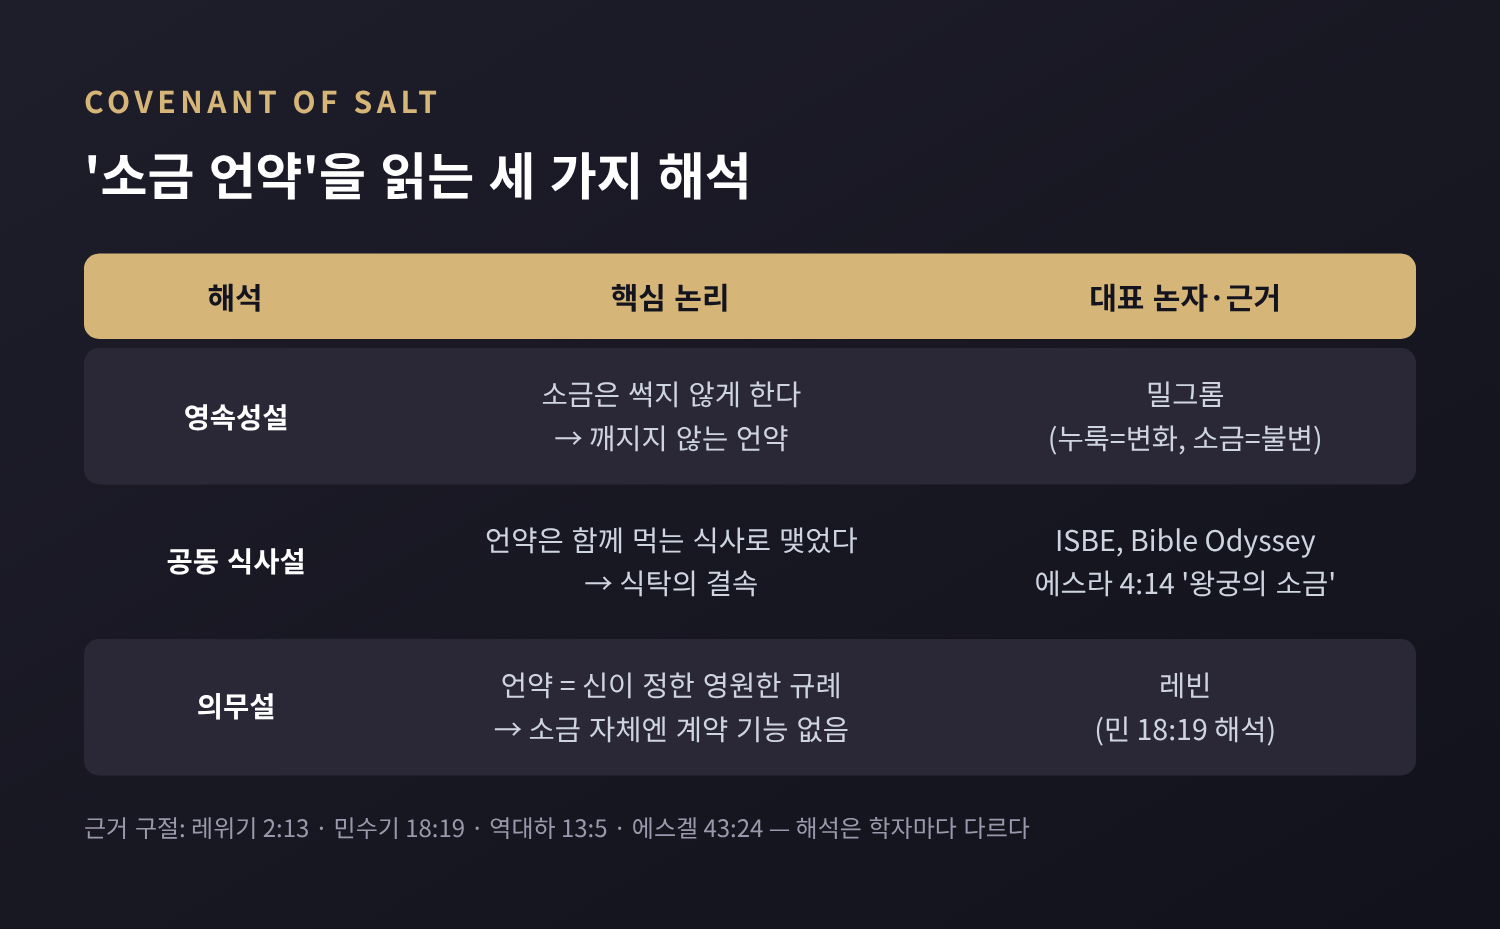 COVENANT OF SALT
'소금 언약'을 읽는 세 가지 해석
해석
핵심 논리
대표 논자·근거
영속성설
소금은 썩지 않게 한다
→ 깨지지 않는 언약
밀그롬
(누룩=변화, 소금=불변)
공동 식사설
언약은 함께 먹는 식사로 맺었다
→ 식탁의 결속
ISBE, Bible Odyssey
에스라 4:14 '왕궁의 소금'
의무설
언약 = 신이 정한 영원한 규례
→ 소금 자체엔 계약 기능 없음
레빈
(민 18:19 해석)
근거 구절: 레위기 2:13 · 민수기 18:19 · 역대하 13:5 · 에스겔 43:24 — 해석은 학자마다 다르다